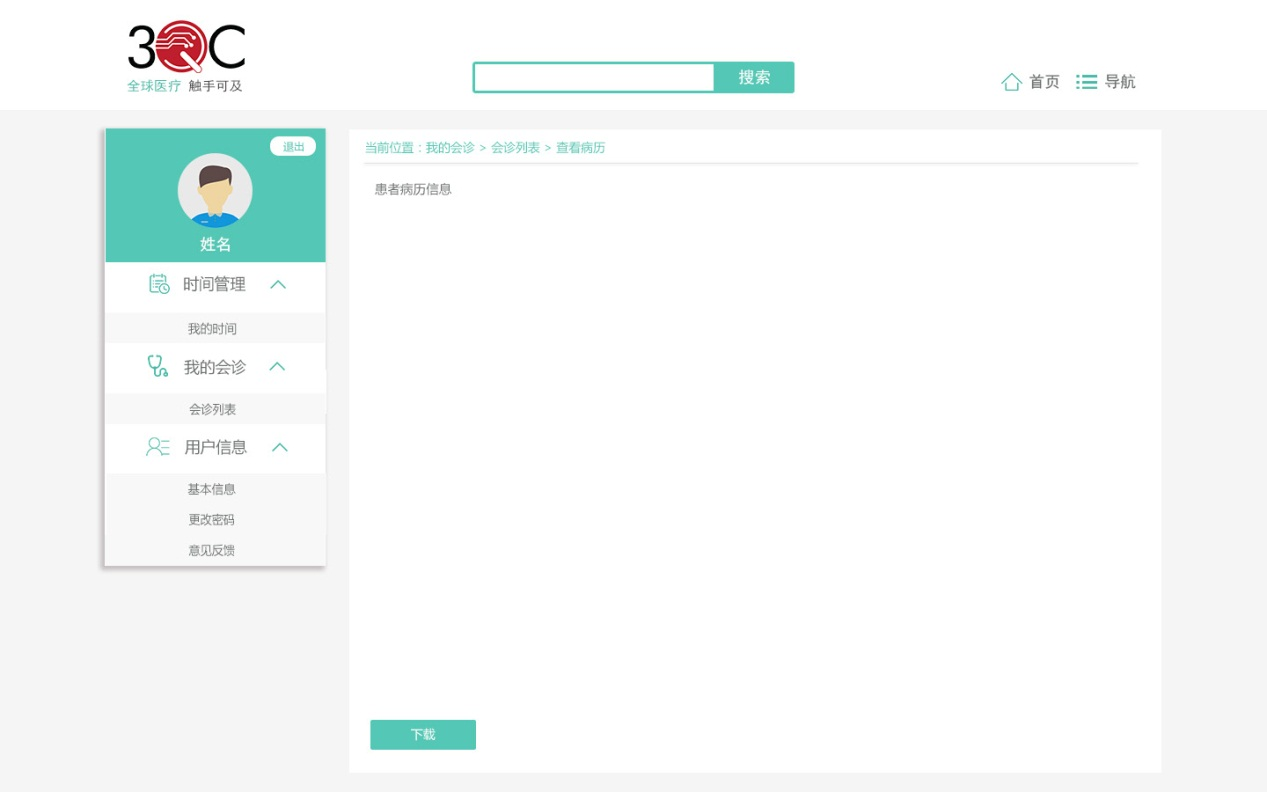 3QC
全球医疗 触手可及
搜索
首页 导航
退出
姓名
时间管理
我的时间
我的会诊
会诊列表
用户信息
基本信息
更改密码
意见反馈
当前位置：我的会诊 > 会诊列表 > 查看病历
患者病历信息
下载